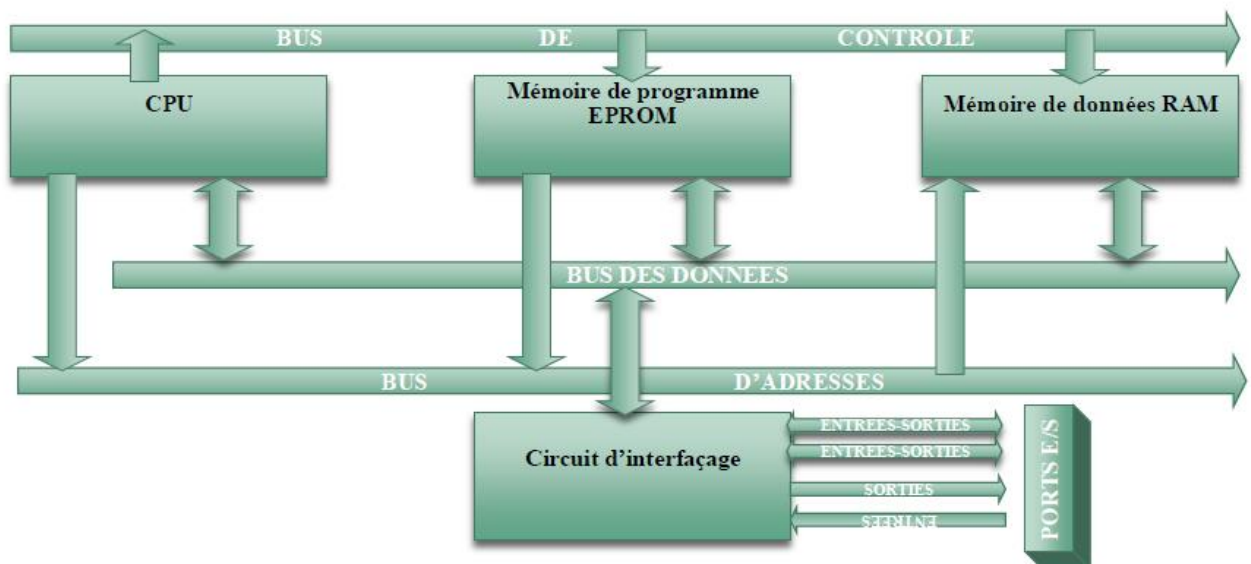 BUS DE CONTROLE
CPU
Mémoire de programme
EPROM
Mémoire de données RAM
BUS DES DONNEES
BUS D'ADRESSES
Circuit d'interfaçage
ENTREES-SORTIES
ENTREES-SORTIES
SORTIES
ENTREES
PORTS E/S